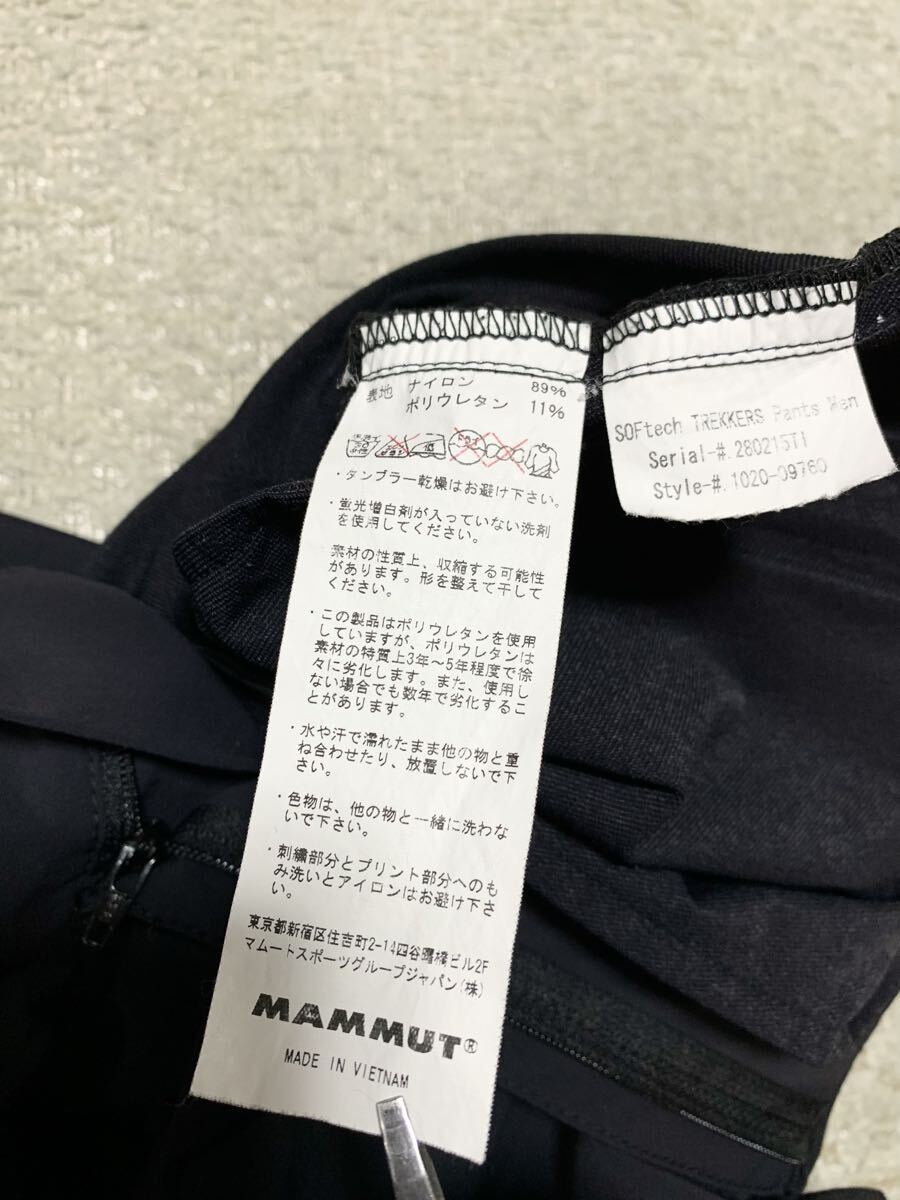 表地 ナイロン 89%
ポリウレタン 11%
・タンブラー乾燥はお避け下さい。
・蛍光増白剤が入っていない洗剤
を使用してください。
素材の性質上、収縮する可能性
があります。形を整えて干して
ください。
・この製品はポリウレタンを使用
していますが、ポリウレタンは
素材の特質上3年〜5年程度で徐
々に劣化します。また、使用し
ない場合でも数年で劣化するこ
とがあります。
・水や汗で濡れたまま他の物と重
ね合わせたり、放置しないで下
さい。
・色物は、他の物と一緒に洗わな
いで下さい。
・刺繍部分とプリント部分へのも
み洗いとアイロンはお避け下さ
い。
東京都新宿区住吉町2-14四谷曙橋ビル2F
マムートスポーツグループジャパン(株)
MAMMUT®
MADE IN VIETNAM
SOFtech TREKKERS Pants Men
Serial-#.280215TI
Style-#.1020-09760